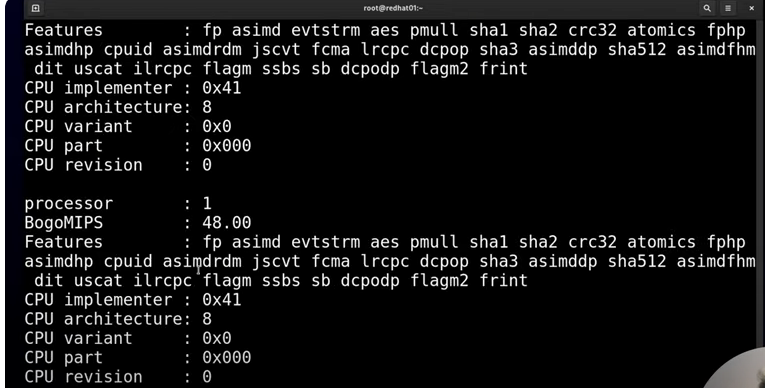 root@redhat01:~
Features : fp asimd evtstrm aes pmull sha1 sha2 crc32 atomics fphp
asimdhp cpuid asimdrdm jscvt fcma lrcpc dcpop sha3 asimddp sha512 asimdfhm
dit uscat ilrcpc flagm ssbs sb dcpodp flagm2 frint
CPU implementer : 0x41
CPU architecture: 8
CPU variant : 0x0
CPU part : 0x000
CPU revision : 0
processor : 1
BogoMIPS : 48.00
Features : fp asimd evtstrm aes pmull sha1 sha2 crc32 atomics fphp
asimdhp cpuid asimdrdm jscvt fcma lrcpc dcpop sha3 asimddp sha512 asimdfhm
dit uscat ilrcpc flagm ssbs sb dcpodp flagm2 frint
CPU implementer : 0x41
CPU architecture: 8
CPU variant : 0x0
CPU part : 0x000
CPU revision : 0